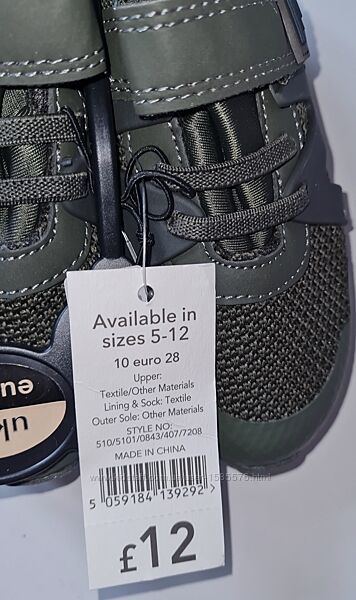 Available in
sizes 5-12
10 euro 28
Upper:
Textile/Other Materials
Lining & Sock: Textile
Outer Sole: Other Materials
STYLE NO:
510/5101/0843/407/7208
MADE IN CHINA
5 059184 139292 >
£12
uk
eu